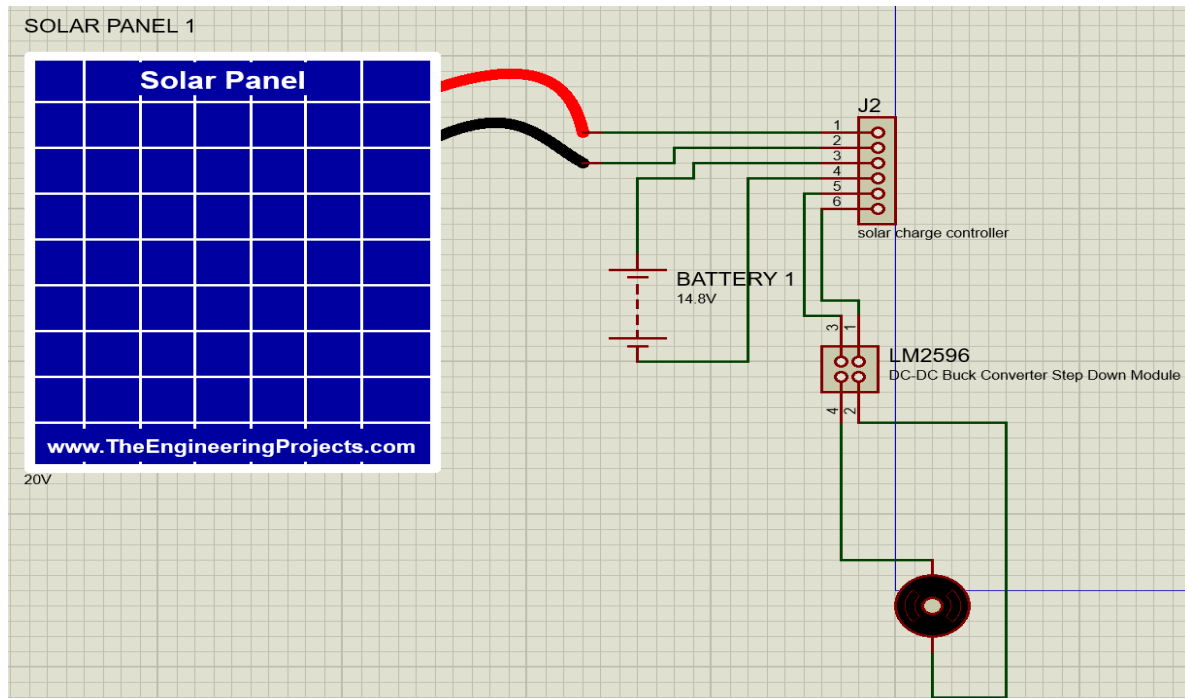 SOLAR PANEL 1
Solar Panel
www.TheEngineeringProjects.com
20V
J2
1
2
3
4
5
6
solar charge controller
BATTERY 1
14.8V
3
1
LM2596
DC-DC Buck Converter Step Down Module
4
2